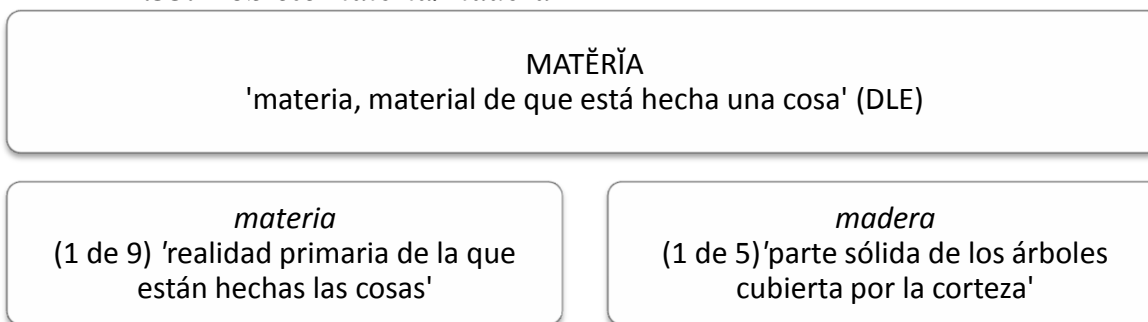 MATĔRĬA
'materia, material de que está hecha una cosa' (DLE)
materia
(1 de 9) 'realidad primaria de la que
están hechas las cosas'
madera
(1 de 5)'parte sólida de los árboles
cubierta por la corteza'